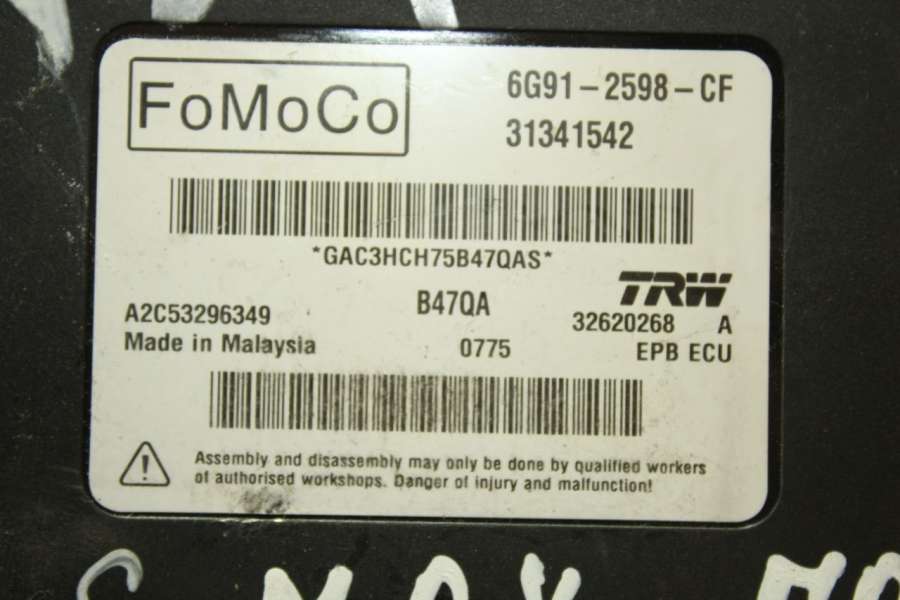 FoMoCo
6G91-2598-CF
31341542
*GAC3HCH75B47QAS*
TRW
B47QA
A2C53296349
32620268 A
Made in Malaysia
0775
EPB ECU
Assembly and disassembly may only be done by qualified workers
of authorised workshops. Danger of injury and malfunction!